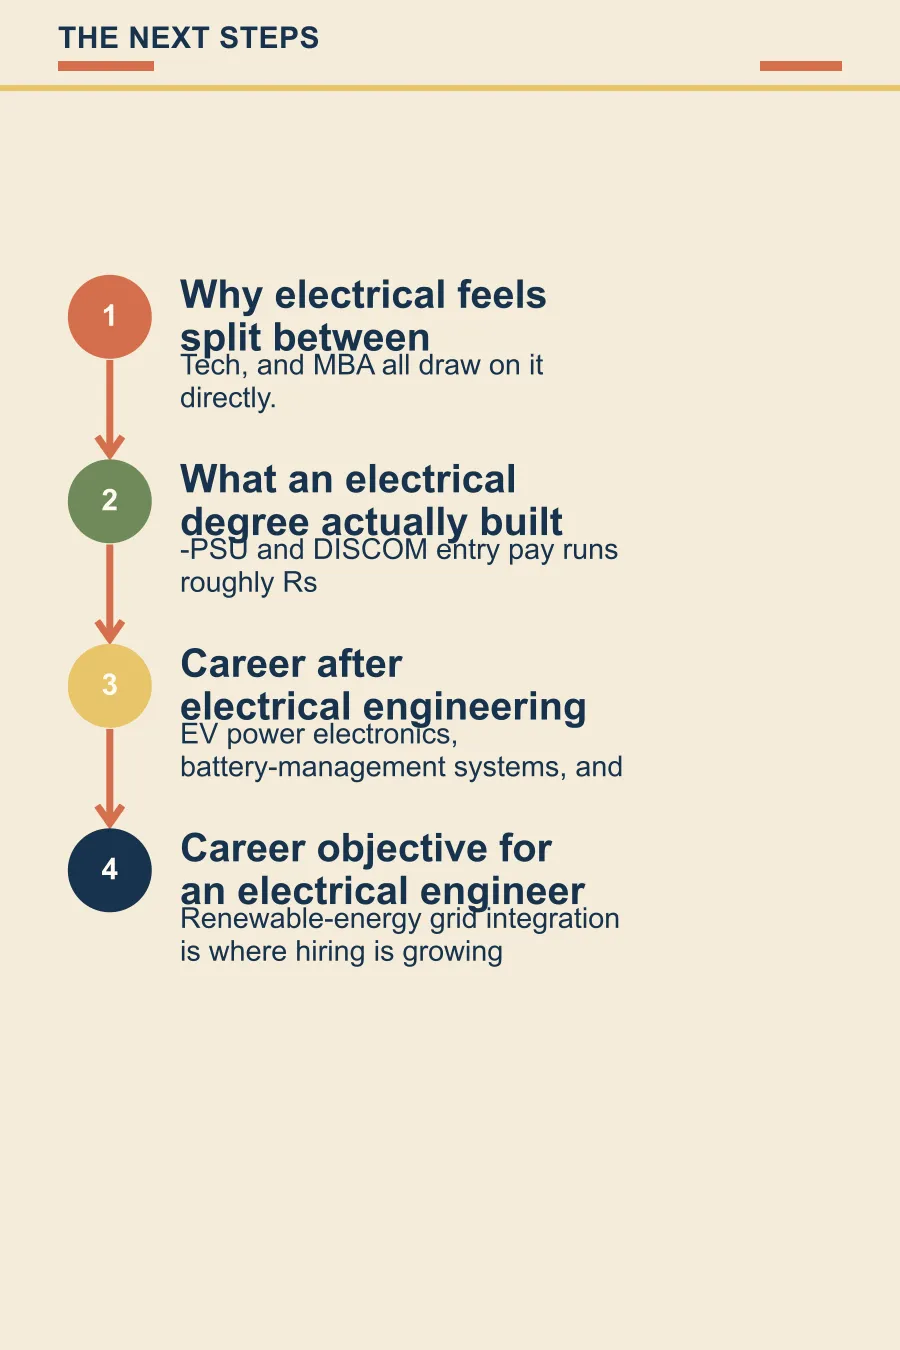 THE NEXT STEPS
1
Why electrical feels
split between
Tech, and MBA all draw on it
directly.
2
What an electrical
degree actually built
-PSU and DISCOM entry pay runs
roughly Rs
3
Career after
electrical engineering
EV power electronics,
battery-management systems, and
4
Career objective for
an electrical engineer
Renewable-energy grid integration
is where hiring is growing